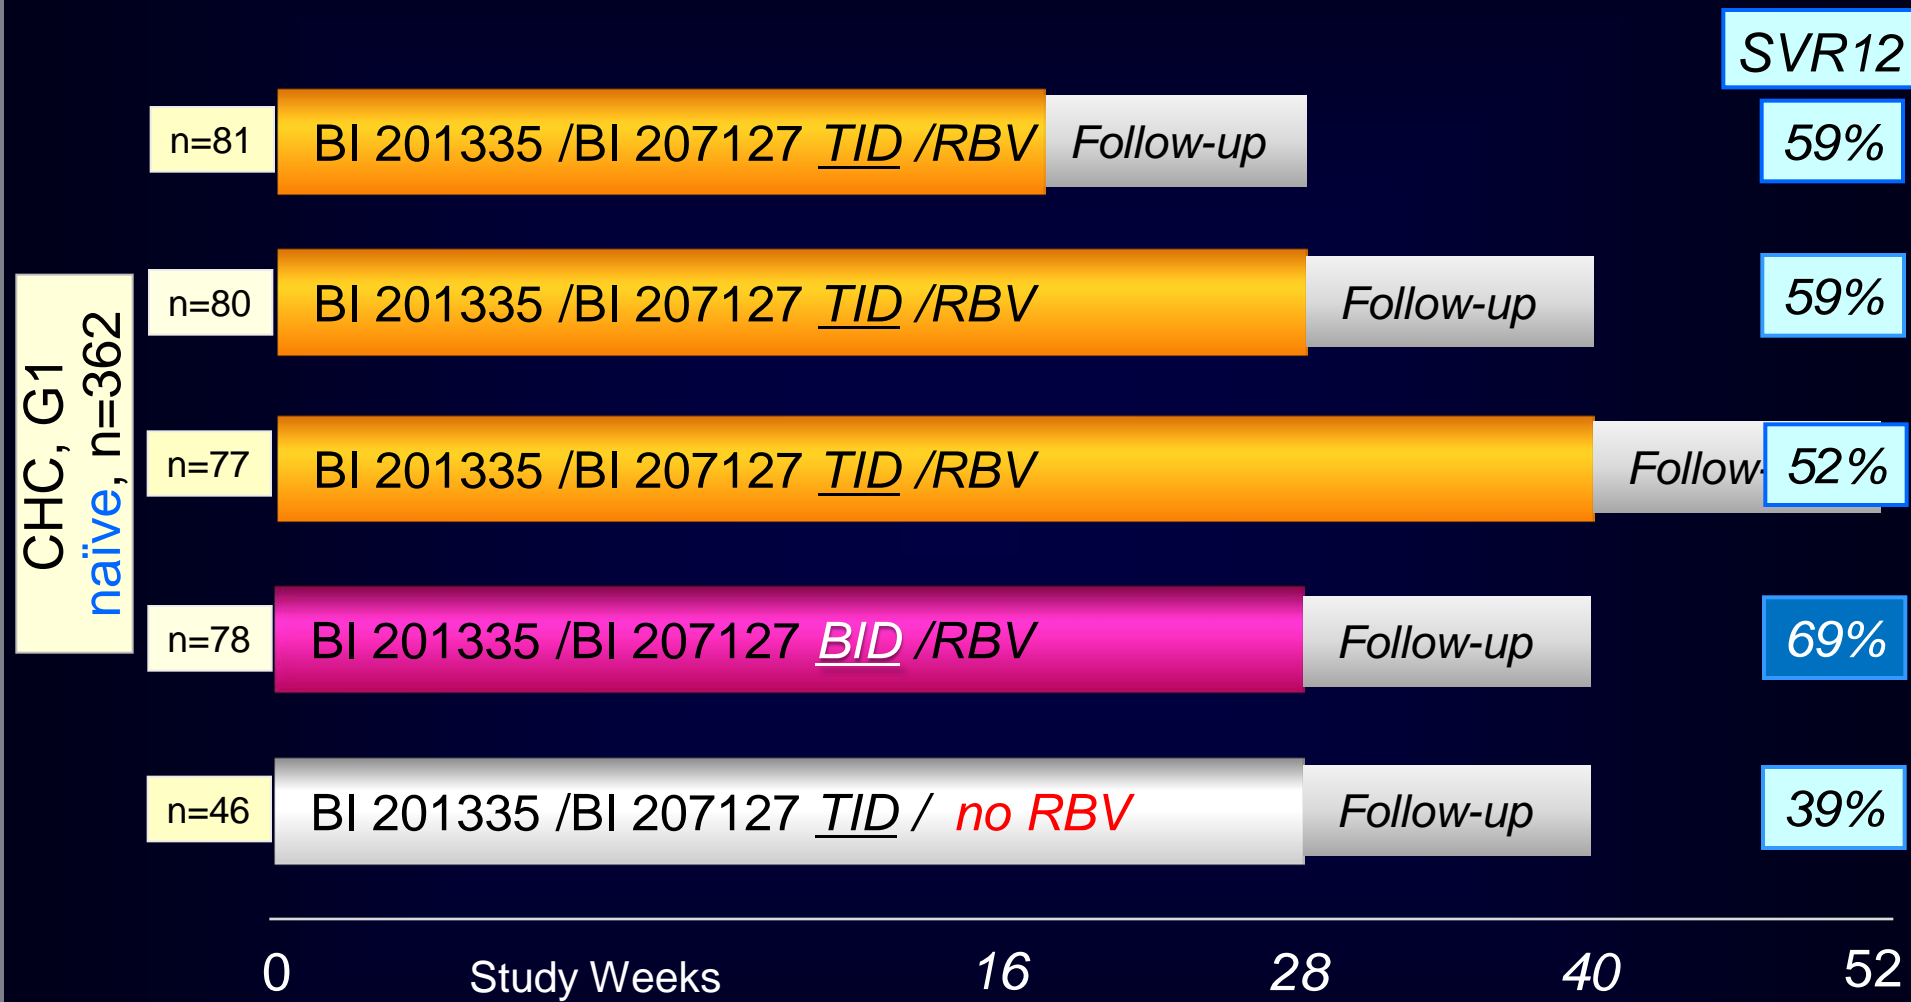 SVR12
n=81
BI 201335 /BI 207127 TID /RBV
Follow-up
59%
n=80
BI 201335 /BI 207127 TID /RBV
Follow-up
59%
CHC, G1
naïve, n=362
n=77
BI 201335 /BI 207127 TID /RBV
Follow-
52%
n=78
BI 201335 /BI 207127 BID /RBV
Follow-up
69%
n=46
BI 201335 /BI 207127 TID / no RBV
Follow-up
39%
0 Study Weeks 16 28 40 52